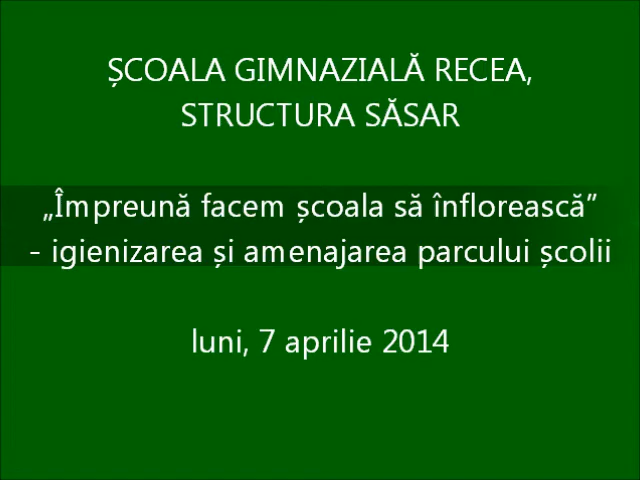 ȘCOALA GIMNAZIALĂ RECEA,
STRUCTURA SĂSAR
„Împreună facem școala să înflorească”
- igienizarea și amenajarea parcului școlii
luni, 7 aprilie 2014